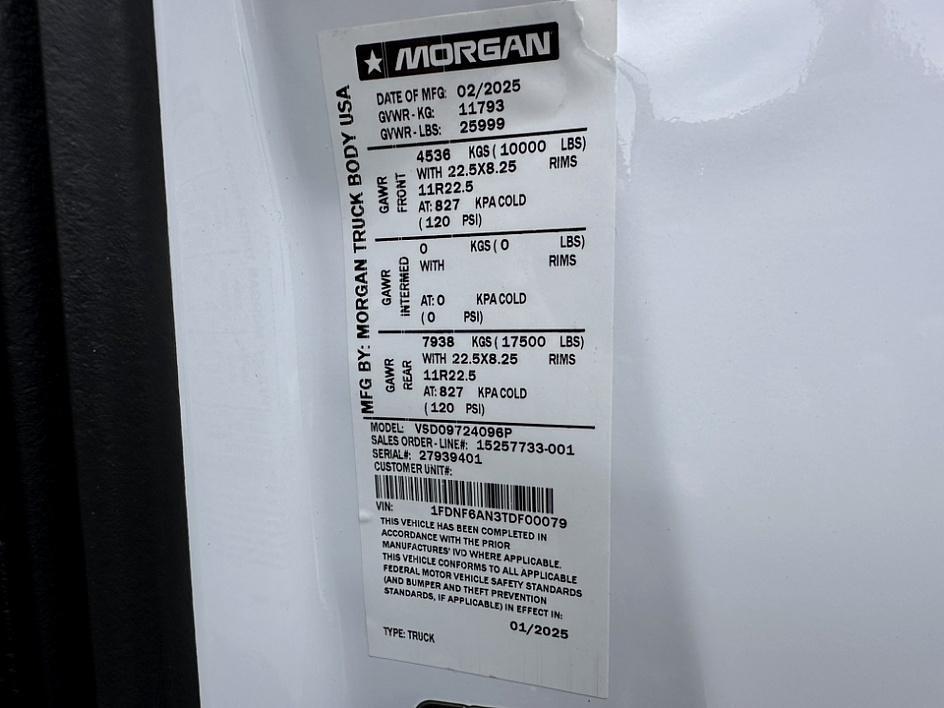 MORGAN
MFG BY: MORGAN TRUCK BODY USA
DATE OF MFG: 02/2025
GVWR - KG: 11793
GVWR - LBS: 25999
GAWR FRONT
4536 KGS ( 10000 LBS)
WITH 22.5X8.25 RIMS
11R22.5
AT: 827 KPA COLD
( 120 PSI)
GAWR INTERMED
0 KGS ( 0 LBS)
WITH RIMS
AT: 0 KPA COLD
( 0 PSI)
GAWR REAR
7938 KGS ( 17500 LBS)
WITH 22.5X8.25 RIMS
11R22.5
AT: 827 KPA COLD
( 120 PSI)
MODEL: VSD09724096P
SALES ORDER - LINE#: 15257733-001
SERIAL#: 27939401
CUSTOMER UNIT#:
VIN: 1FDNF6AN3TDF00079
THIS VEHICLE HAS BEEN COMPLETED IN
ACCORDANCE WITH THE PRIOR
MANUFACTURES' IVD WHERE APPLICABLE.
THIS VEHICLE CONFORMS TO ALL APPLICABLE
FEDERAL MOTOR VEHICLE SAFETY STANDARDS
(AND BUMPER AND THEFT PREVENTION
STANDARDS, IF APPLICABLE) IN EFFECT IN:
01/2025
TYPE: TRUCK